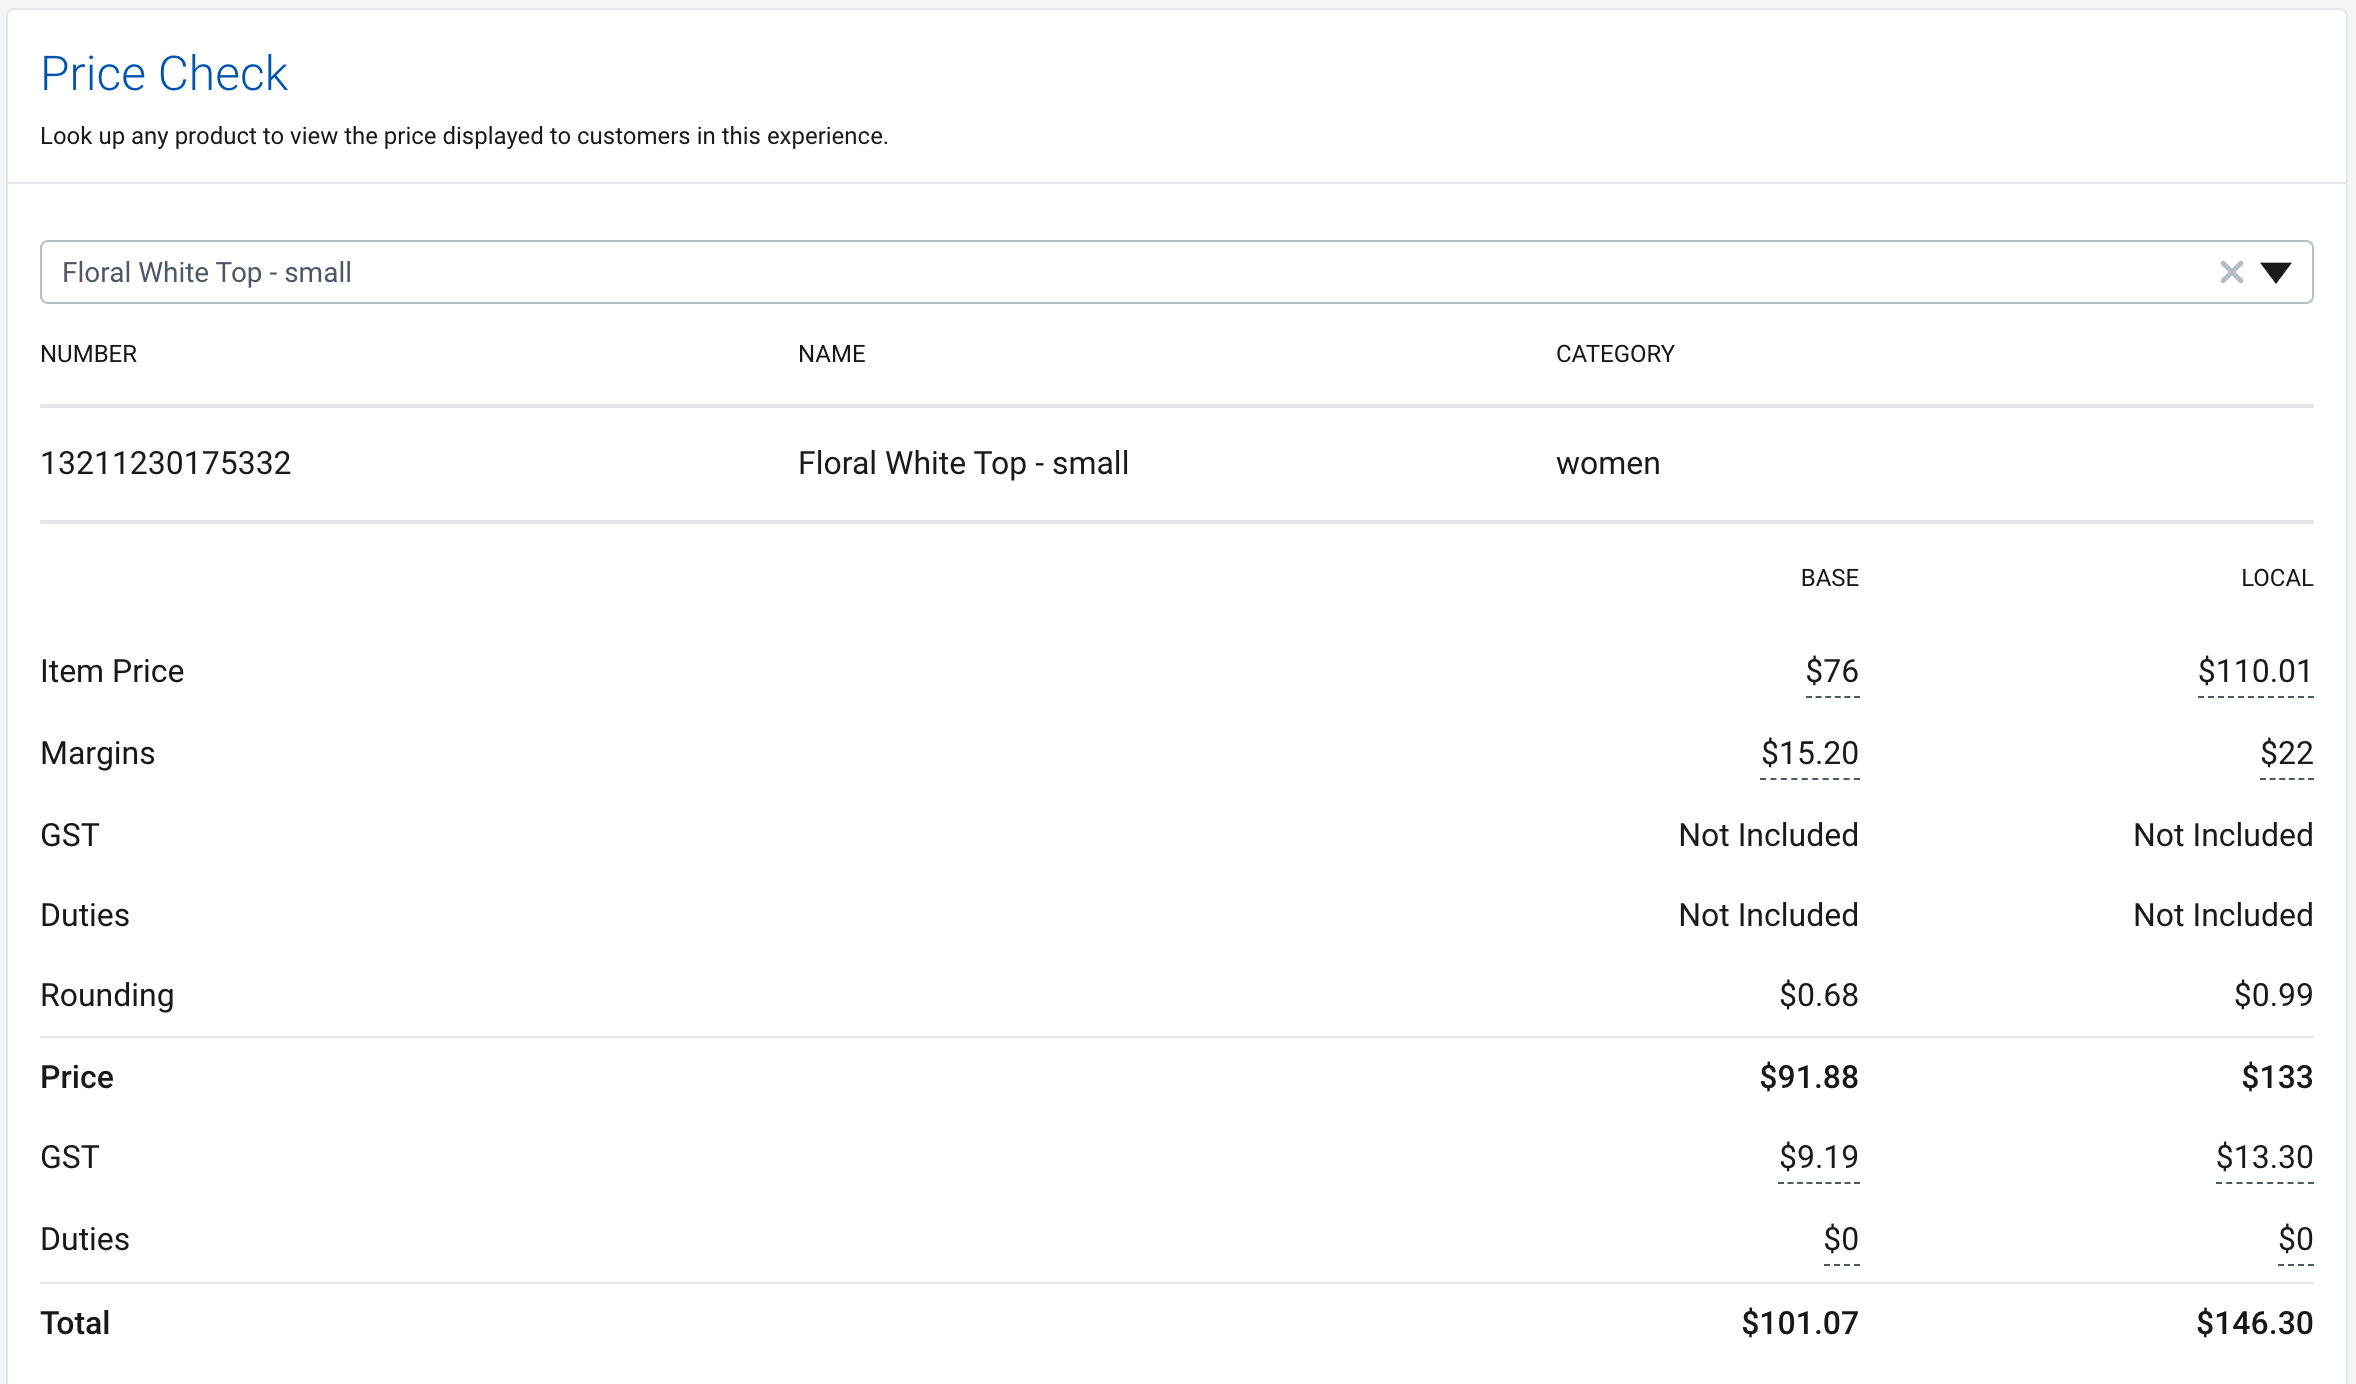 Price Check
Look up any product to view the price displayed to customers in this experience.
Floral White Top - small
NUMBER NAME CATEGORY
13211230175332 Floral White Top - small women
BASE LOCAL
Item Price $76 $110.01
Margins $15.20 $22
GST Not Included Not Included
Duties Not Included Not Included
Rounding $0.68 $0.99
Price $91.88 $133
GST $9.19 $13.30
Duties $0 $0
Total $101.07 $146.30